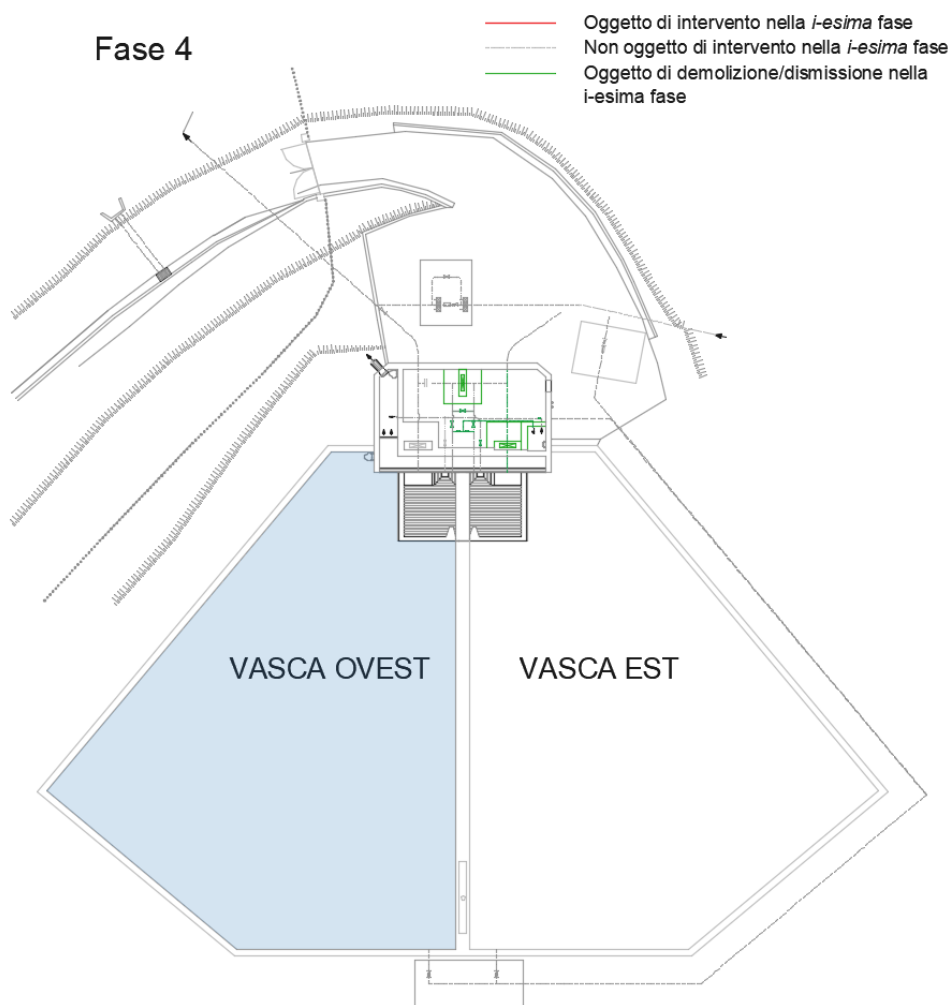 Fase 4
Oggetto di intervento nella i-esima fase
Non oggetto di intervento nella i-esima fase
Oggetto di demolizione/dismissione nella
i-esima fase
VASCA OVEST
VASCA EST